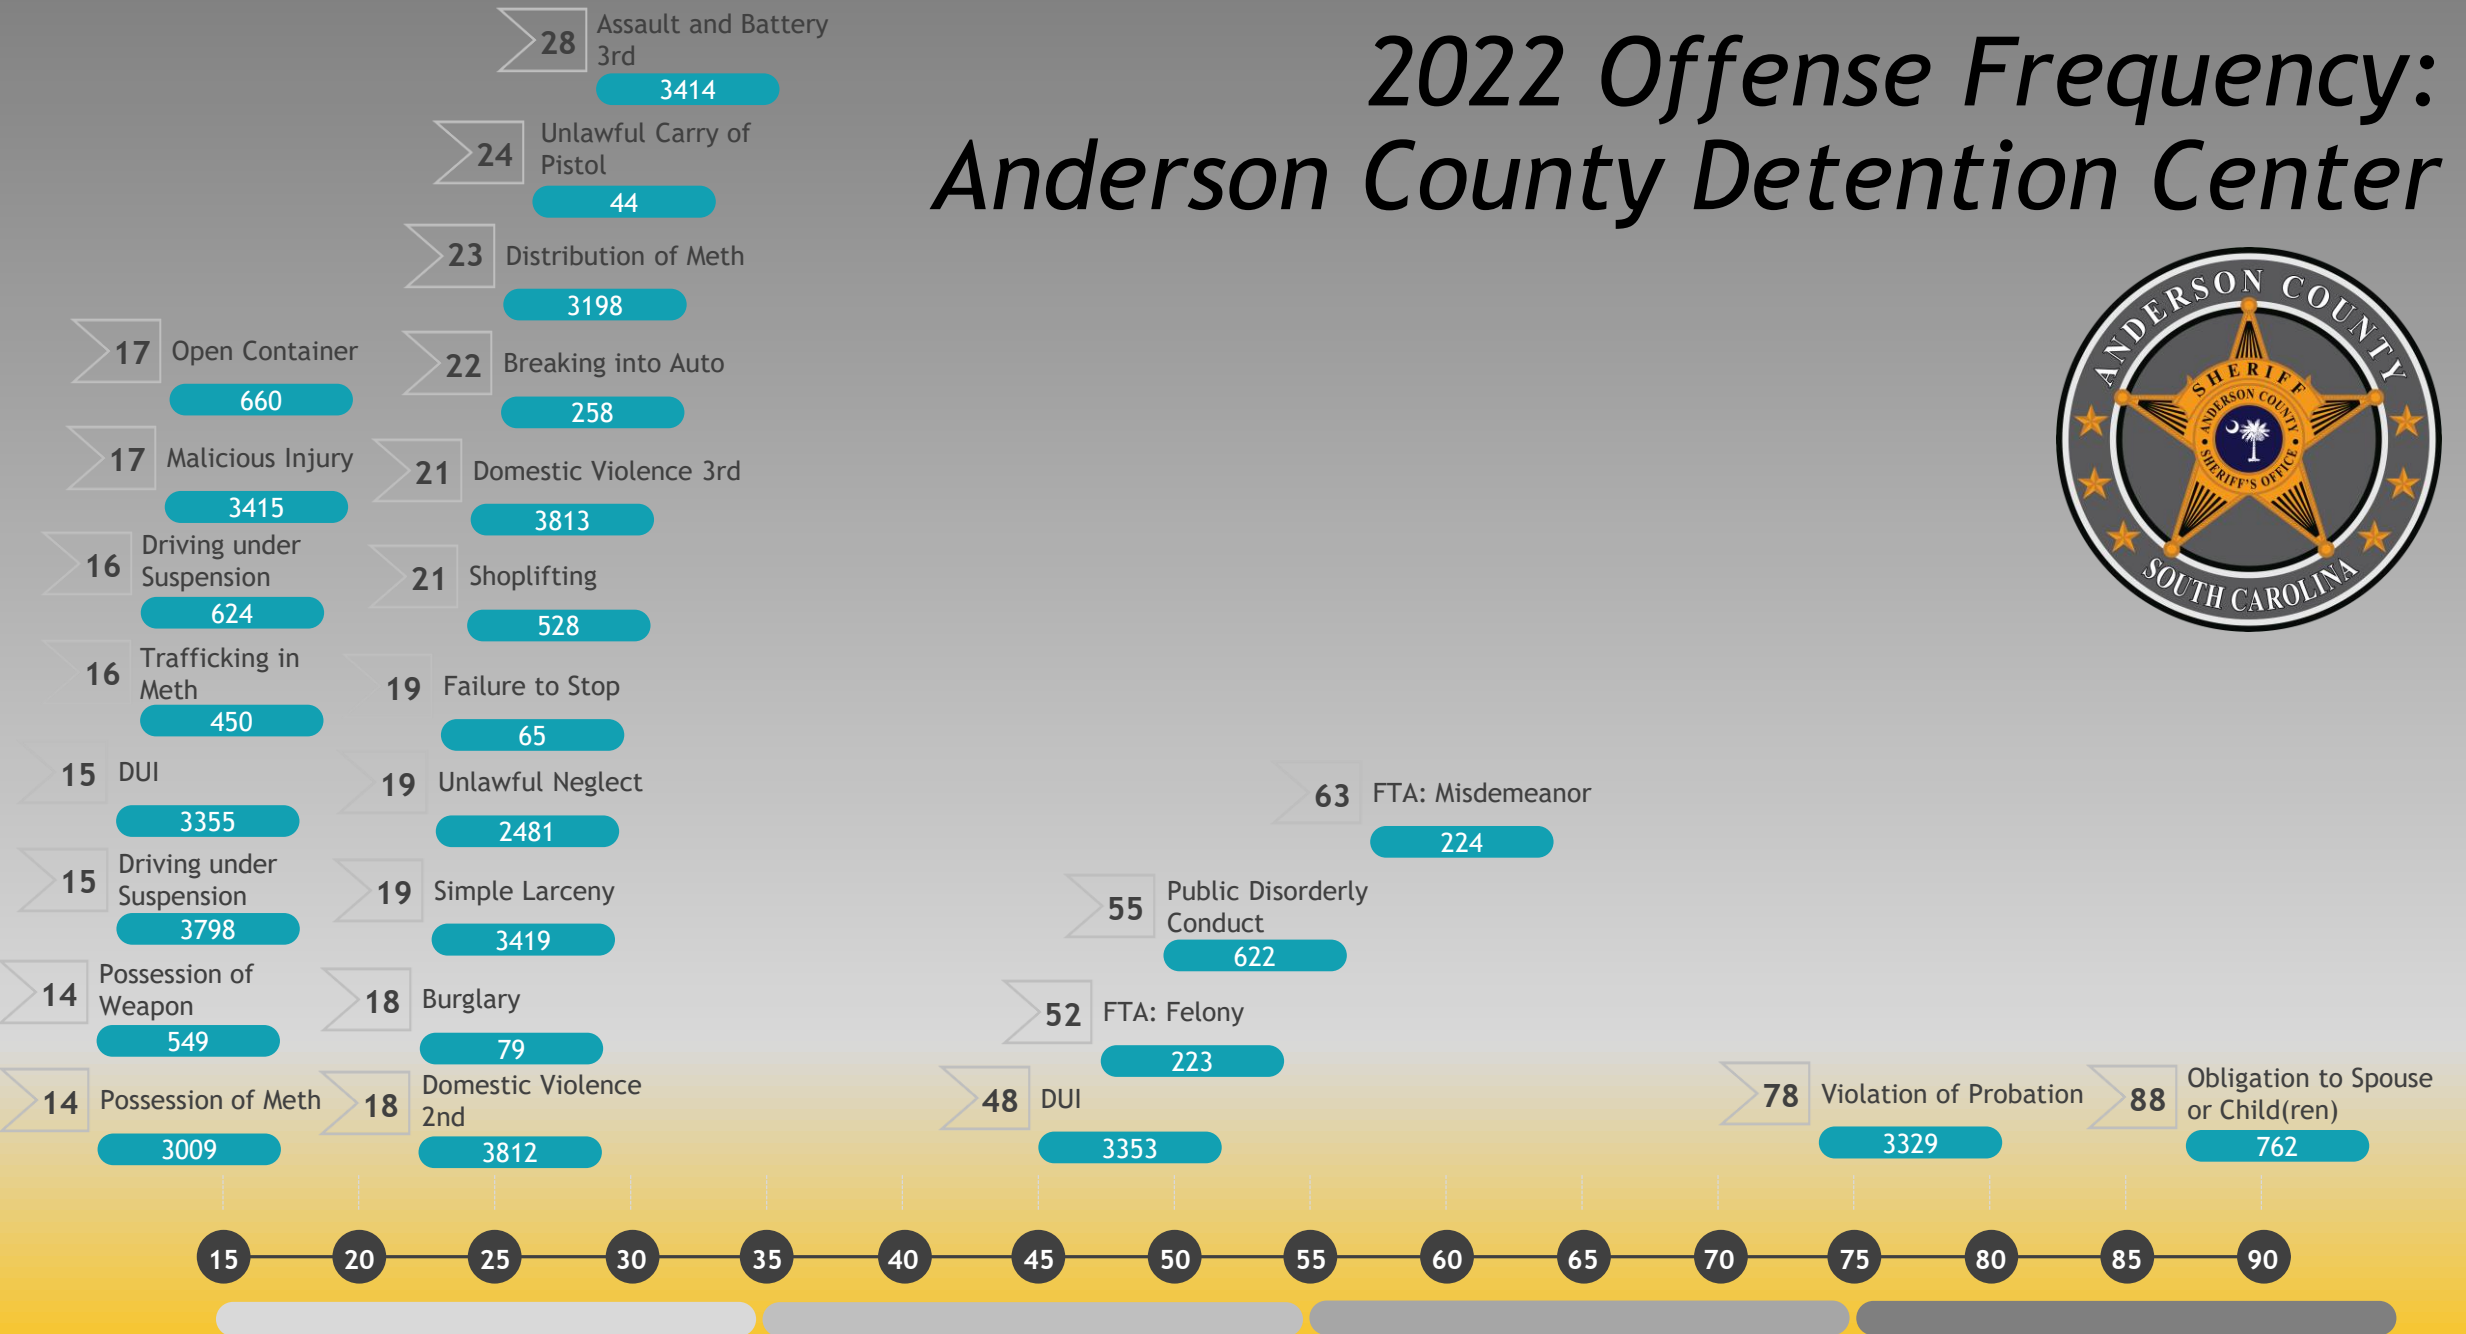 2022 Offense Frequency:
Anderson County Detention Center
28
Assault and Battery
3rd
3414
24
Unlawful Carry of
Pistol
44
23
Distribution of Meth
3198
22
Breaking into Auto
258
21
Domestic Violence 3rd
3813
21
Shoplifting
528
19
Failure to Stop
65
19
Unlawful Neglect
2481
19
Simple Larceny
3419
18
Burglary
79
18
Domestic Violence
2nd
3812
17
Open Container
660
17
Malicious Injury
3415
16
Driving under
Suspension
624
16
Trafficking in
Meth
450
15
DUI
3355
15
Driving under
Suspension
3798
14
Possession of
Weapon
549
14
Possession of Meth
3009
63
FTA: Misdemeanor
224
55
Public Disorderly
Conduct
622
52
FTA: Felony
223
48
DUI
3353
78
Violation of Probation
3329
88
Obligation to Spouse
or Child(ren)
762
ANDERSON COUNTY
SHERIFF
ANDERSON COUNTY
SHERIFF'S OFFICE
SOUTH CAROLINA
15 20 25 30 35 40 45 50 55 60 65 70 75 80 85 90